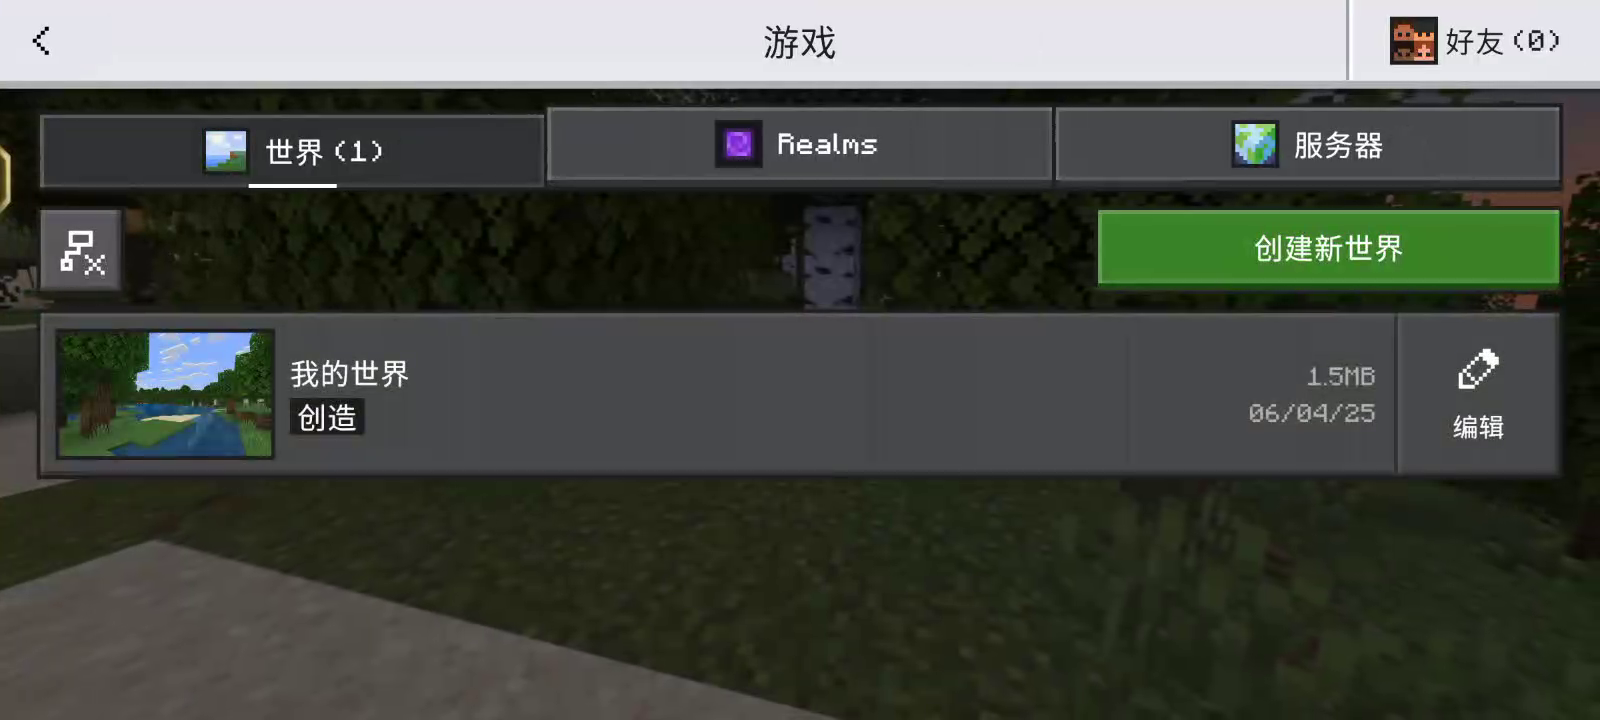 游戏
好友 (0)
世界 (1)
Realms
服务器
创建新世界
我的世界
创造
1.5MB
06/04/25
编辑